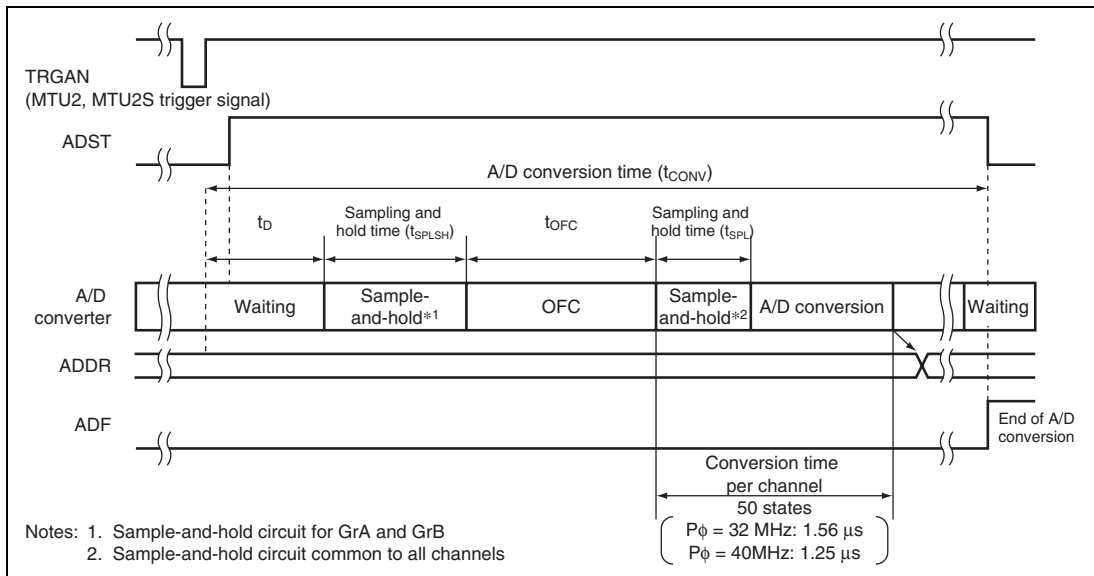 TRGAN
(MTU2, MTU2S trigger signal)
ADST
A/D conversion time (tCONV)
tD
Sampling and
hold time (tSPLSH)
tOFC
Sampling and
hold time (tSPL)
A/D
converter
Waiting
Sample-
and-hold*1
OFC
Sample-
and-hold*2
A/D conversion
Waiting
ADDR
ADF
End of A/D
conversion
Conversion time
per channel
50 states
Pϕ = 32 MHz: 1.56 μs
Pϕ = 40MHz: 1.25 μs
Notes: 1. Sample-and-hold circuit for GrA and GrB
2. Sample-and-hold circuit common to all channels